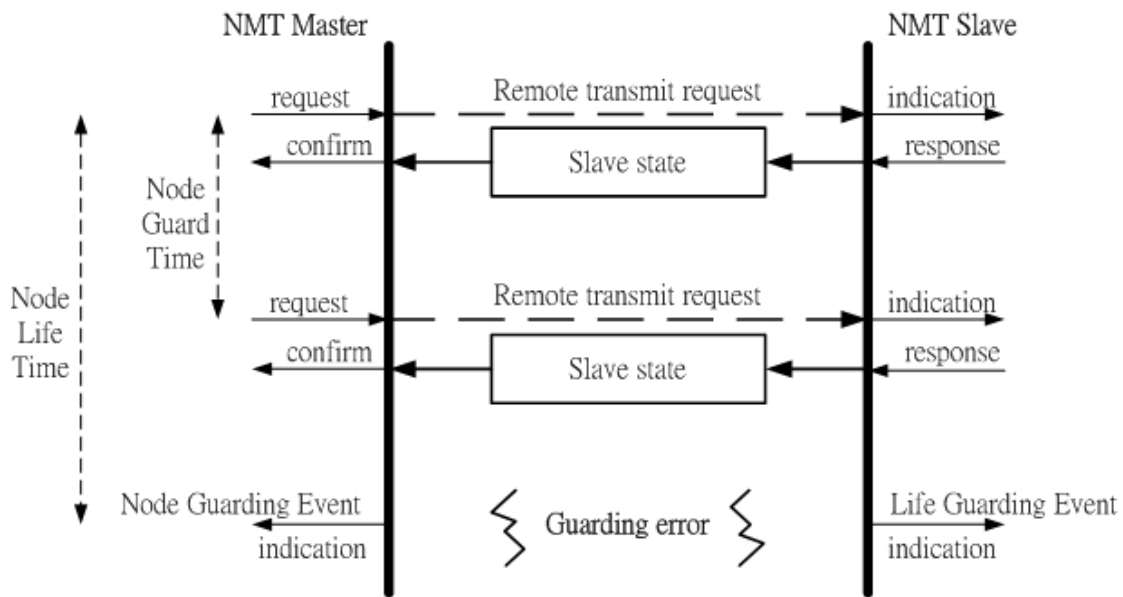 NMT Master
NMT Slave
request
Remote transmit request
indication
confirm
Slave state
response
Node
Guard
Time
Node
Life
Time
request
Remote transmit request
indication
confirm
Slave state
response
Node Guarding Event
Guarding error
Life Guarding Event
indication
indication